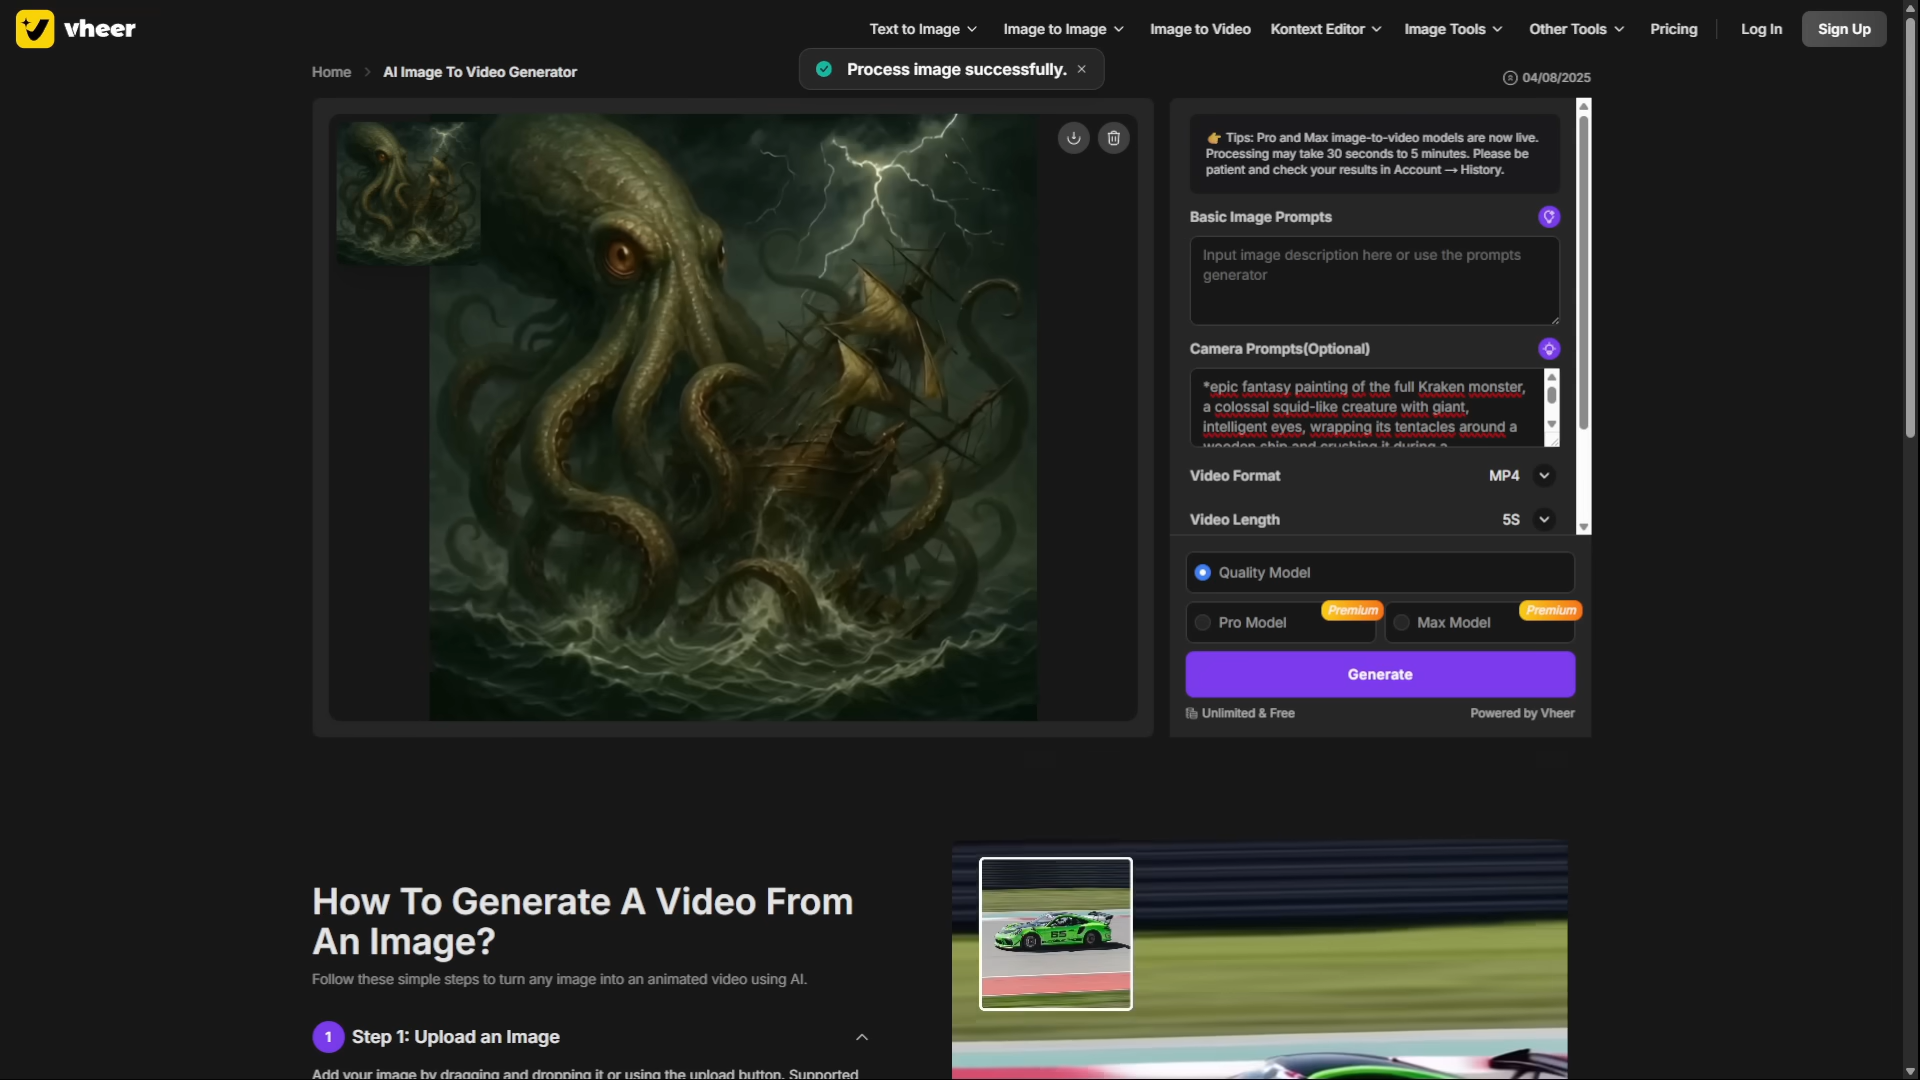 vheer
Text to Image
Image to Image
Image to Video
Kontext Editor
Image Tools
Other Tools
Pricing
Log In
Sign Up
Process image successfully.
Home > AI Image To Video Generator
04/08/2025
👉 Tips: Pro and Max image-to-video models are now live.
Processing may take 30 seconds to 5 minutes. Please be
patient and check your results in Account → History.
Basic Image Prompts
Input image description here or use the prompts
generator
Camera Prompts(Optional)
*epic fantasy painting of the full Kraken monster,
a colossal squid-like creature with giant,
intelligent eyes, wrapping its tentacles around a
wooden ship and crushing it during a
Video Format
MP4
Video Length
5S
Quality Model
Premium
Premium
Pro Model
Max Model
Generate
Unlimited & Free
Powered by Vheer
How To Generate A Video From
An Image?
Follow these simple steps to turn any image into an animated video using AI.
1 Step 1: Upload an Image
Add your image by dragging and dropping it or using the upload button. Supported